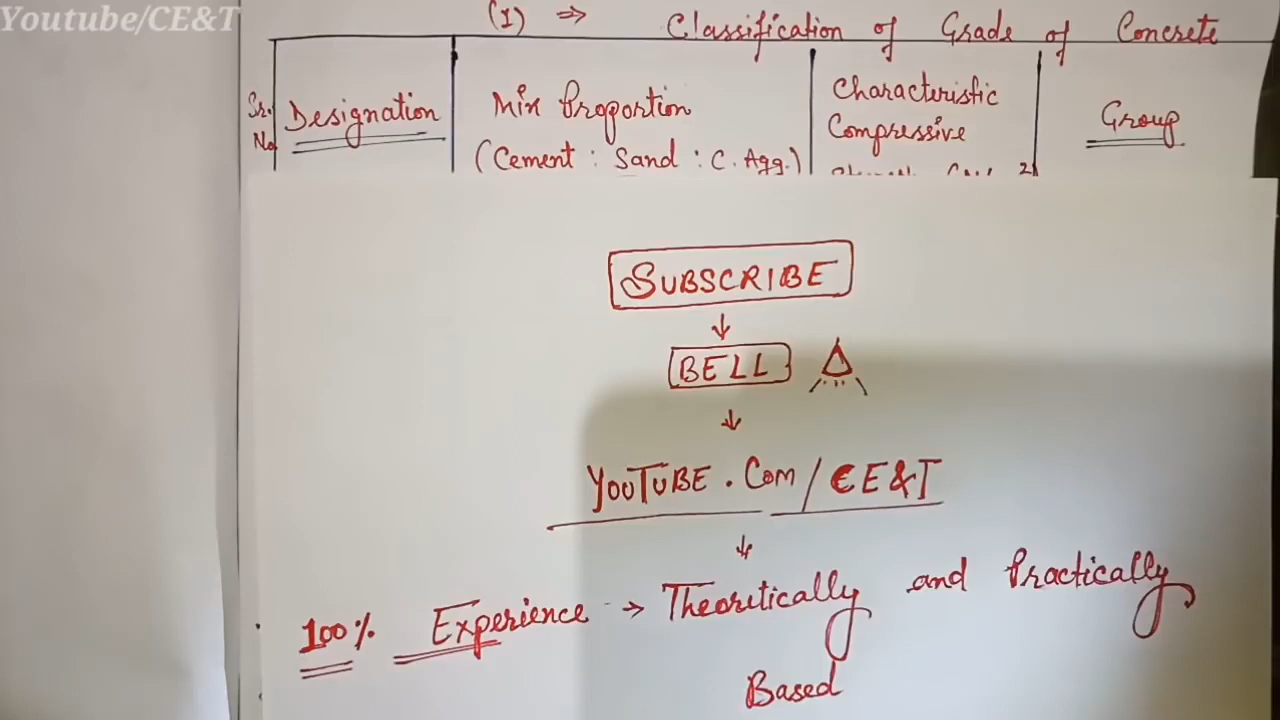 Youtube/CE&T
(I) ⇒ Classification of Grade of Concrete
Sr. No. Designation
Mix Proportion
(Cement : Sand : C. Agg.)
Characteristic
Compressive
Group
SUBSCRIBE
↓
BELL
↓
YOUTUBE.Com/CE&T
↓
100% Experience → Theoritically and Practically
Based